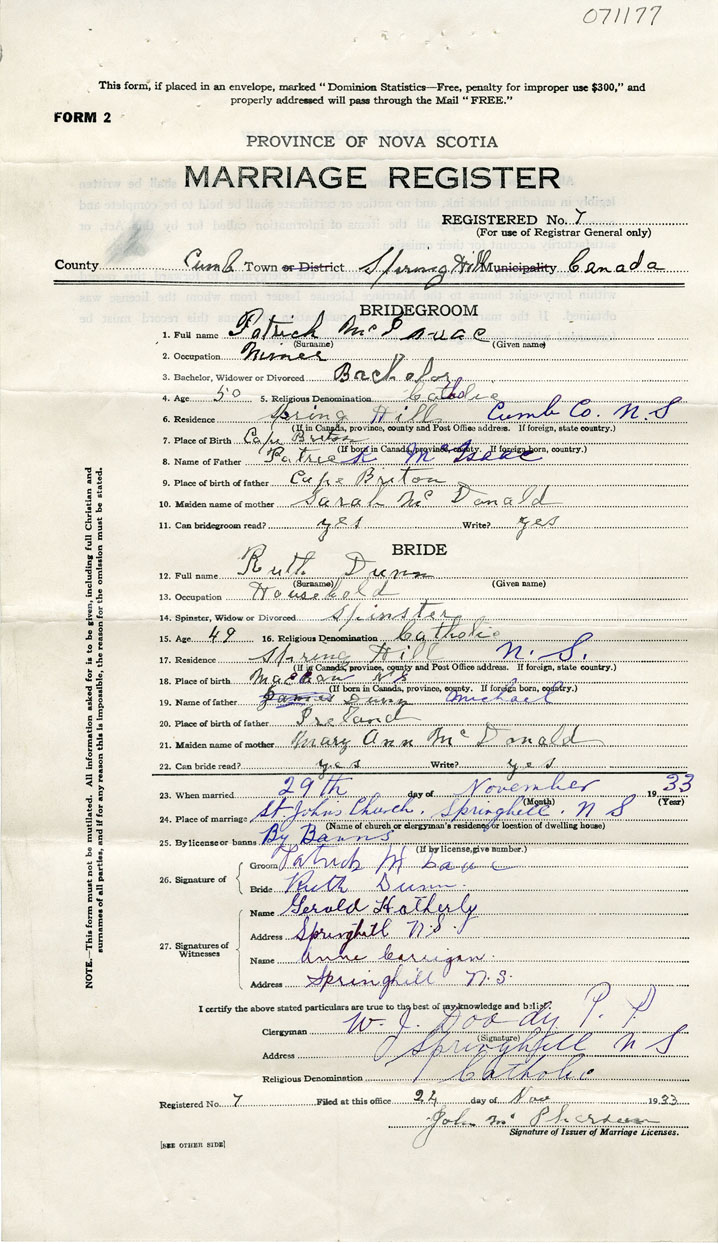 071177
This form, if placed in an envelope, marked "Dominion Statistics—Free, penalty for improper use $300," and
properly addressed will pass through the Mail "FREE."
FORM 2
PROVINCE OF NOVA SCOTIA
MARRIAGE REGISTER
REGISTERED No. 7
(For use of Registrar General only)
County Cumb Town or District Spring Hill Municipality Canada
BRIDEGROOM
1. Full name Patrick McIsaac
(Surname) (Given name)
2. Occupation Minner
3. Bachelor, Widower or Divorced Bachelor
4. Age 50 5. Religious Denomination Catholic
6. Residence Spring Hill Cumb Co. N.S
(If in Canada, province, county and Post Office address. If foreign, state country.)
7. Place of Birth Cape Briton
(If born in Canada, province, county. If foreign born, country.)
8. Name of Father Patrick McIsaac
9. Place of birth of father Cape Briton
10. Maiden name of mother Sarah McDonald
11. Can bridegroom read? yes Write? yes
BRIDE
12. Full name Ruth Dunn
(Surname) (Given name)
13. Occupation Household
14. Spinster, Widow or Divorced Spinster
15. Age 49 16. Religious Denomination Catholic
17. Residence Spring Hill N.S.
(If in Canada, province, county and Post Office address. If foreign, state country.)
18. Place of birth Maccan NS
(If born in Canada, province, county. If foreign born, country.)
19. Name of father James Dunn Michael
20. Place of birth of father Ireland
21. Maiden name of mother Mary Ann McDonald
22. Can bride read? yes Write? yes
23. When married 29th day of November 1933
(Month) (Year)
24. Place of marriage St Johns Church. Springhill. N S
(Name of church or clergyman's residence or location of dwelling house)
25. By license or banns By Banns
(If by license, give number.)
26. Signature of Groom Patrick M Isaac
Bride Ruth Dunn.
27. Signatures of Witnesses Name Gerold Hatherly
Address Springhill N.S.
Name Anne Carrigan.
Address Springhill N.S.
I certify the above stated particulars are true to the best of my knowledge and belief.
Clergyman W. J. Doody P. P
(Signature)
Address Springhill N S
Religious Denomination Catholic
Registered No. 7 Filed at this office 24 day of Nov 1933
John McPherson
Signature of Issuer of Marriage Licenses.
[SEE OTHER SIDE]
NOTE.—This form must not be mutilated. All information asked for is to be given, including full Christian and
surnames of all parties, and if for any reason this is impossible, the reason for the omission must be stated.